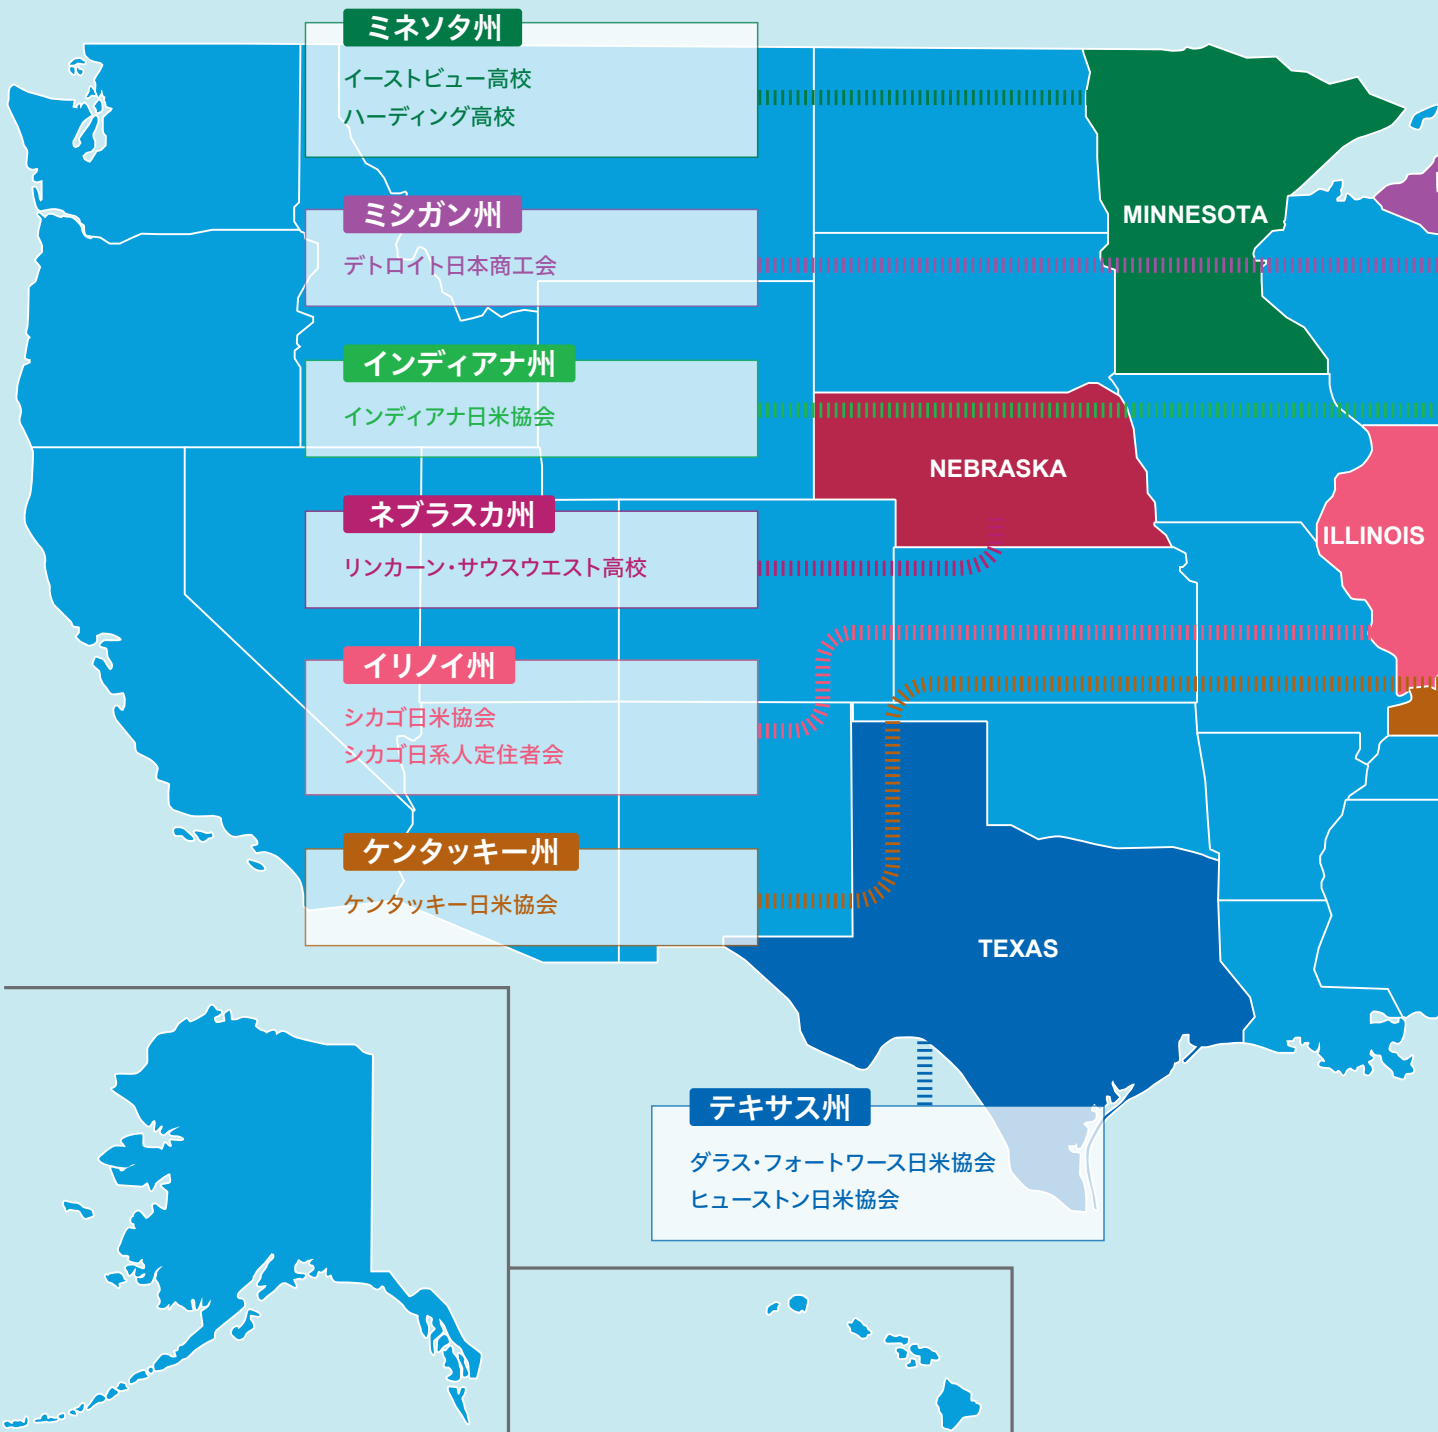 ミネソタ州
イーストビュー高校
ハーディング高校
MINNESOTA
ミシガン州
デトロイト日本商工会
インディアナ州
インディアナ日米協会
NEBRASKA
ネブラスカ州
リンカーン・サウスウエスト高校
ILLINOIS
イリノイ州
シカゴ日米協会
シカゴ日系人定住者会
ケンタッキー州
ケンタッキー日米協会
TEXAS
テキサス州
ダラス・フォートワース日米協会
ヒューストン日米協会